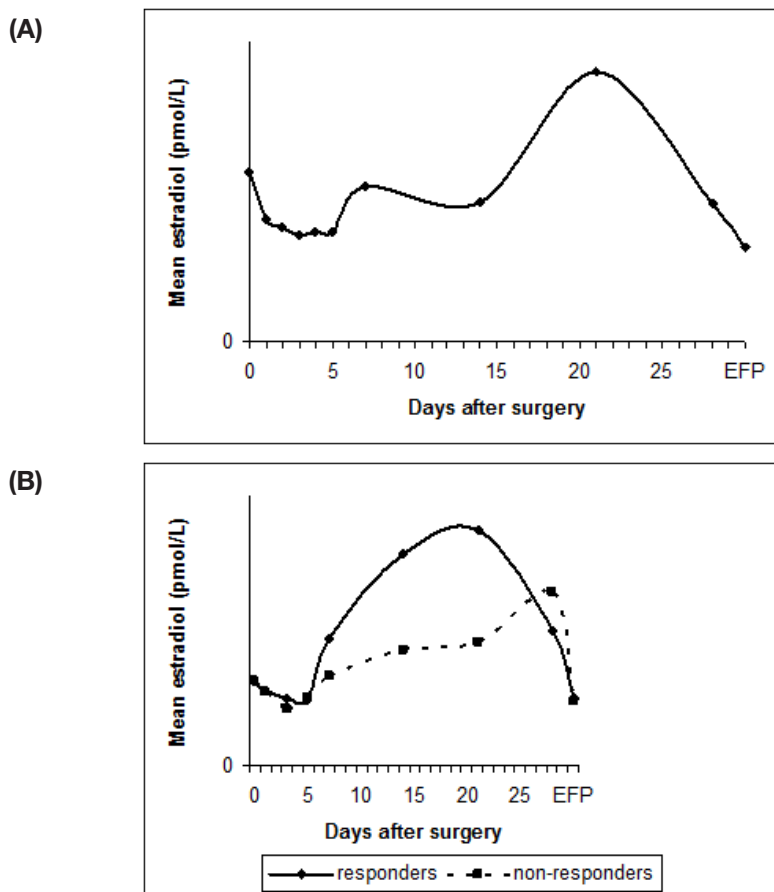 (A)
Mean estradiol (pmol/L)
0
0 5 10 15 20 25 EFP
Days after surgery
(B)
Mean estradiol (pmol/L)
0
0 5 10 15 20 25 EFP
Days after surgery
responders non-responders